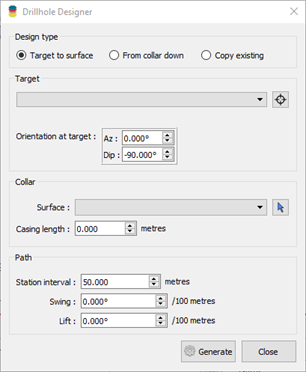 Drillhole Designer
Design type
Target to surface From collar down Copy existing
Target
Orientation at target : Az : 0.000°
Dip : -90.000°
Collar
Surface :
Casing length : 0.000 metres
Path
Station interval : 50.000 metres
Swing : 0.000° /100 metres
Lift : 0.000° /100 metres
Generate Close